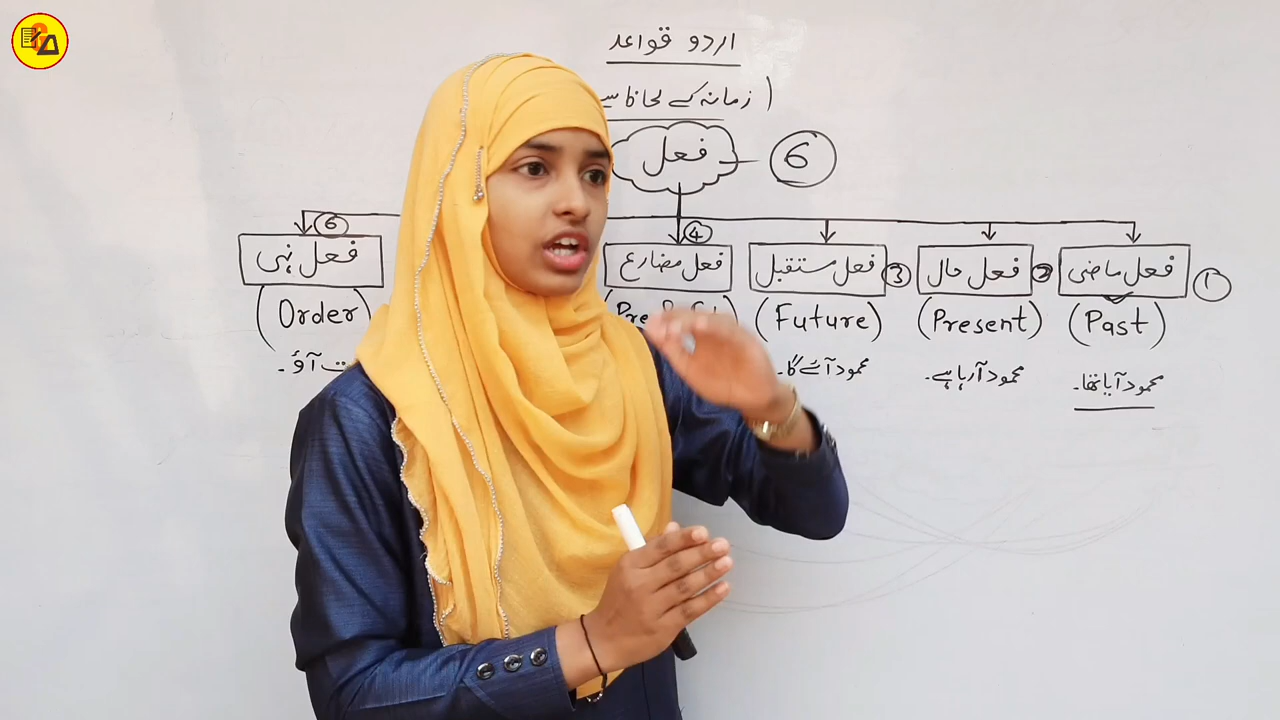 اردو قواعد
زمانہ کے لحاظ سے
فعل
6
④
⑥
فعل ماضی ①
فعل حال ②
فعل مستقبل ③
فعل مضارع
فعل نہی
(Past)
(Present)
(Future)
(Order)
محمود آیا تھا۔
محمود آرہا ہے۔
محمود آئے گا۔
آؤ۔